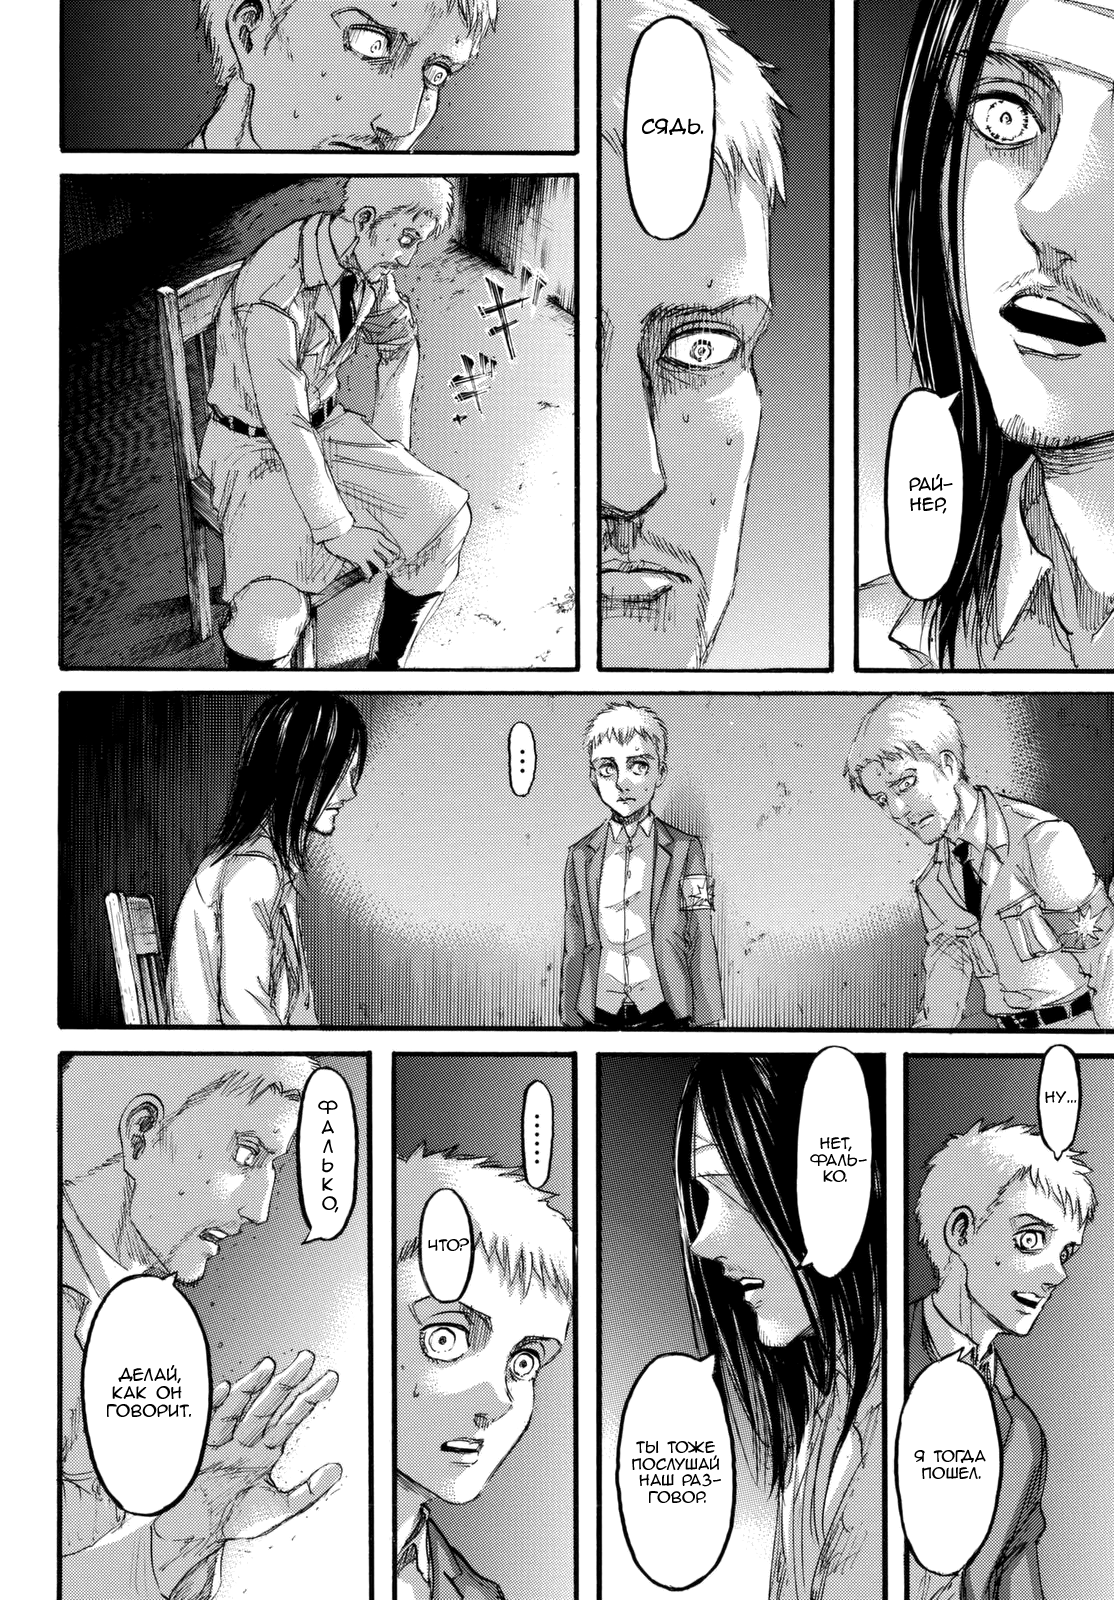 РАЙ-
НЕР,
СЯДЬ.
...
НУ...
Я ТОГДА
ПОШЕЛ.
НЕТ,
ФАЛЬ-
КО.
ТЫ ТОЖЕ
ПОСЛУШАЙ
НАШ РАЗ-
ГОВОР.
......
ЧТО?
ФАЛЬКО,
ДЕЛАЙ,
КАК ОН
ГОВОРИТ.